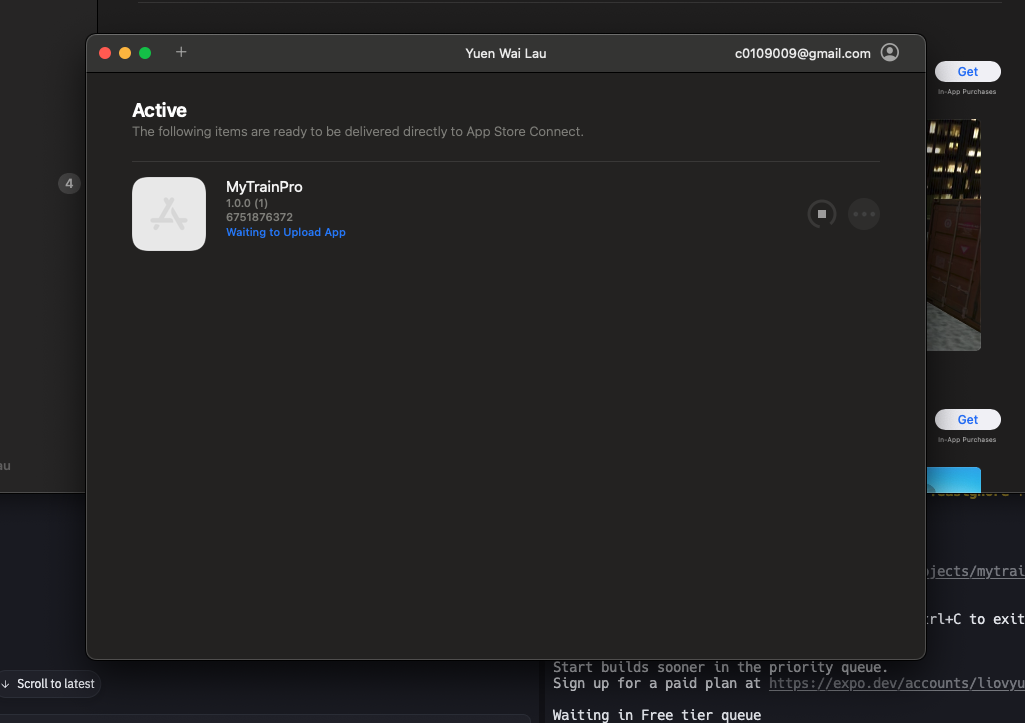 Yuen Wai Lau
c0109009@gmail.com
Get
In-App Purchases
Active
The following items are ready to be delivered directly to App Store Connect.
4
MyTrainPro
1.0.0 (1)
6751876372
Waiting to Upload App
Get
In-App Purchases
au
ojects/mytrai
trl+C to exit
Start builds sooner in the priority queue.
Sign up for a paid plan at https://expo.dev/accounts/liovyu
↓ Scroll to latest
Waiting in Free tier queue